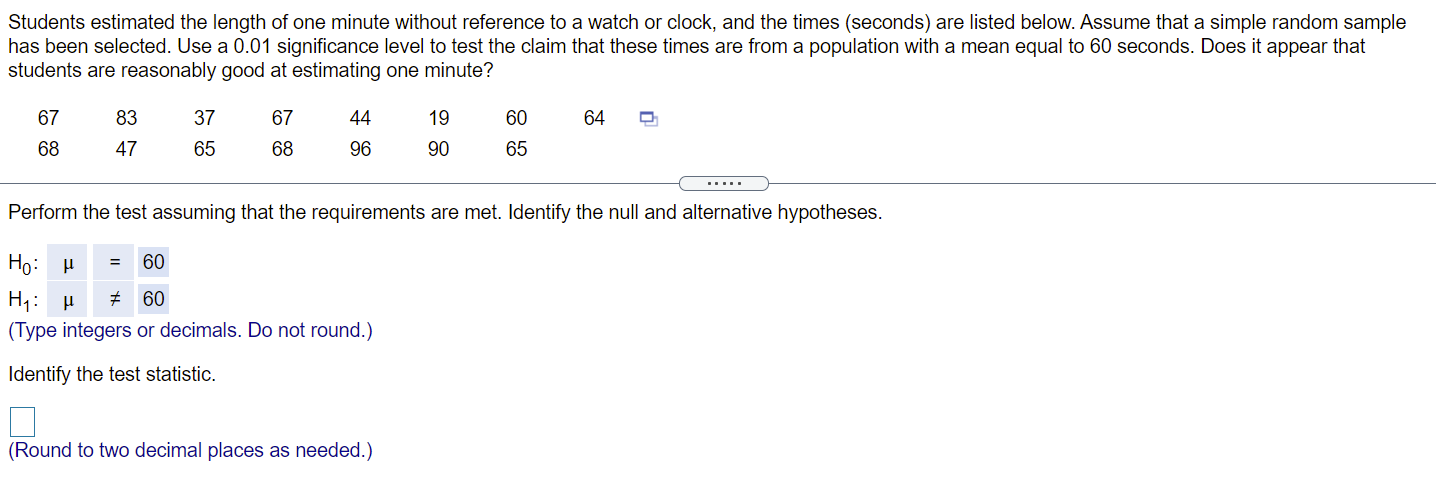 Students estimated the length of one minute without reference to a watch or clock, and the times (seconds) are listed below. Assume that a simple random sample
has been selected. Use a 0.01 significance level to test the claim that these times are from a population with a mean equal to 60 seconds. Does it appear that
students are reasonably good at estimating one minute?
67 83 37 67 44 19 60 64
68 47 65 68 96 90 65
Perform the test assuming that the requirements are met. Identify the null and alternative hypotheses.
H₀: μ = 60
H₁: μ ≠ 60
(Type integers or decimals. Do not round.)
Identify the test statistic.
(Round to two decimal places as needed.)